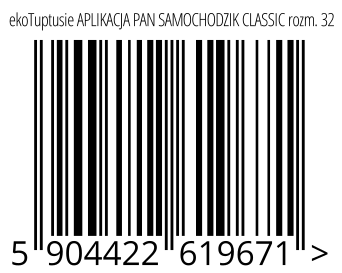 ekoTuptusie APLIKACJA PAN SAMOCHODZIK CLASSIC rozm. 32
5 904422 619671 >